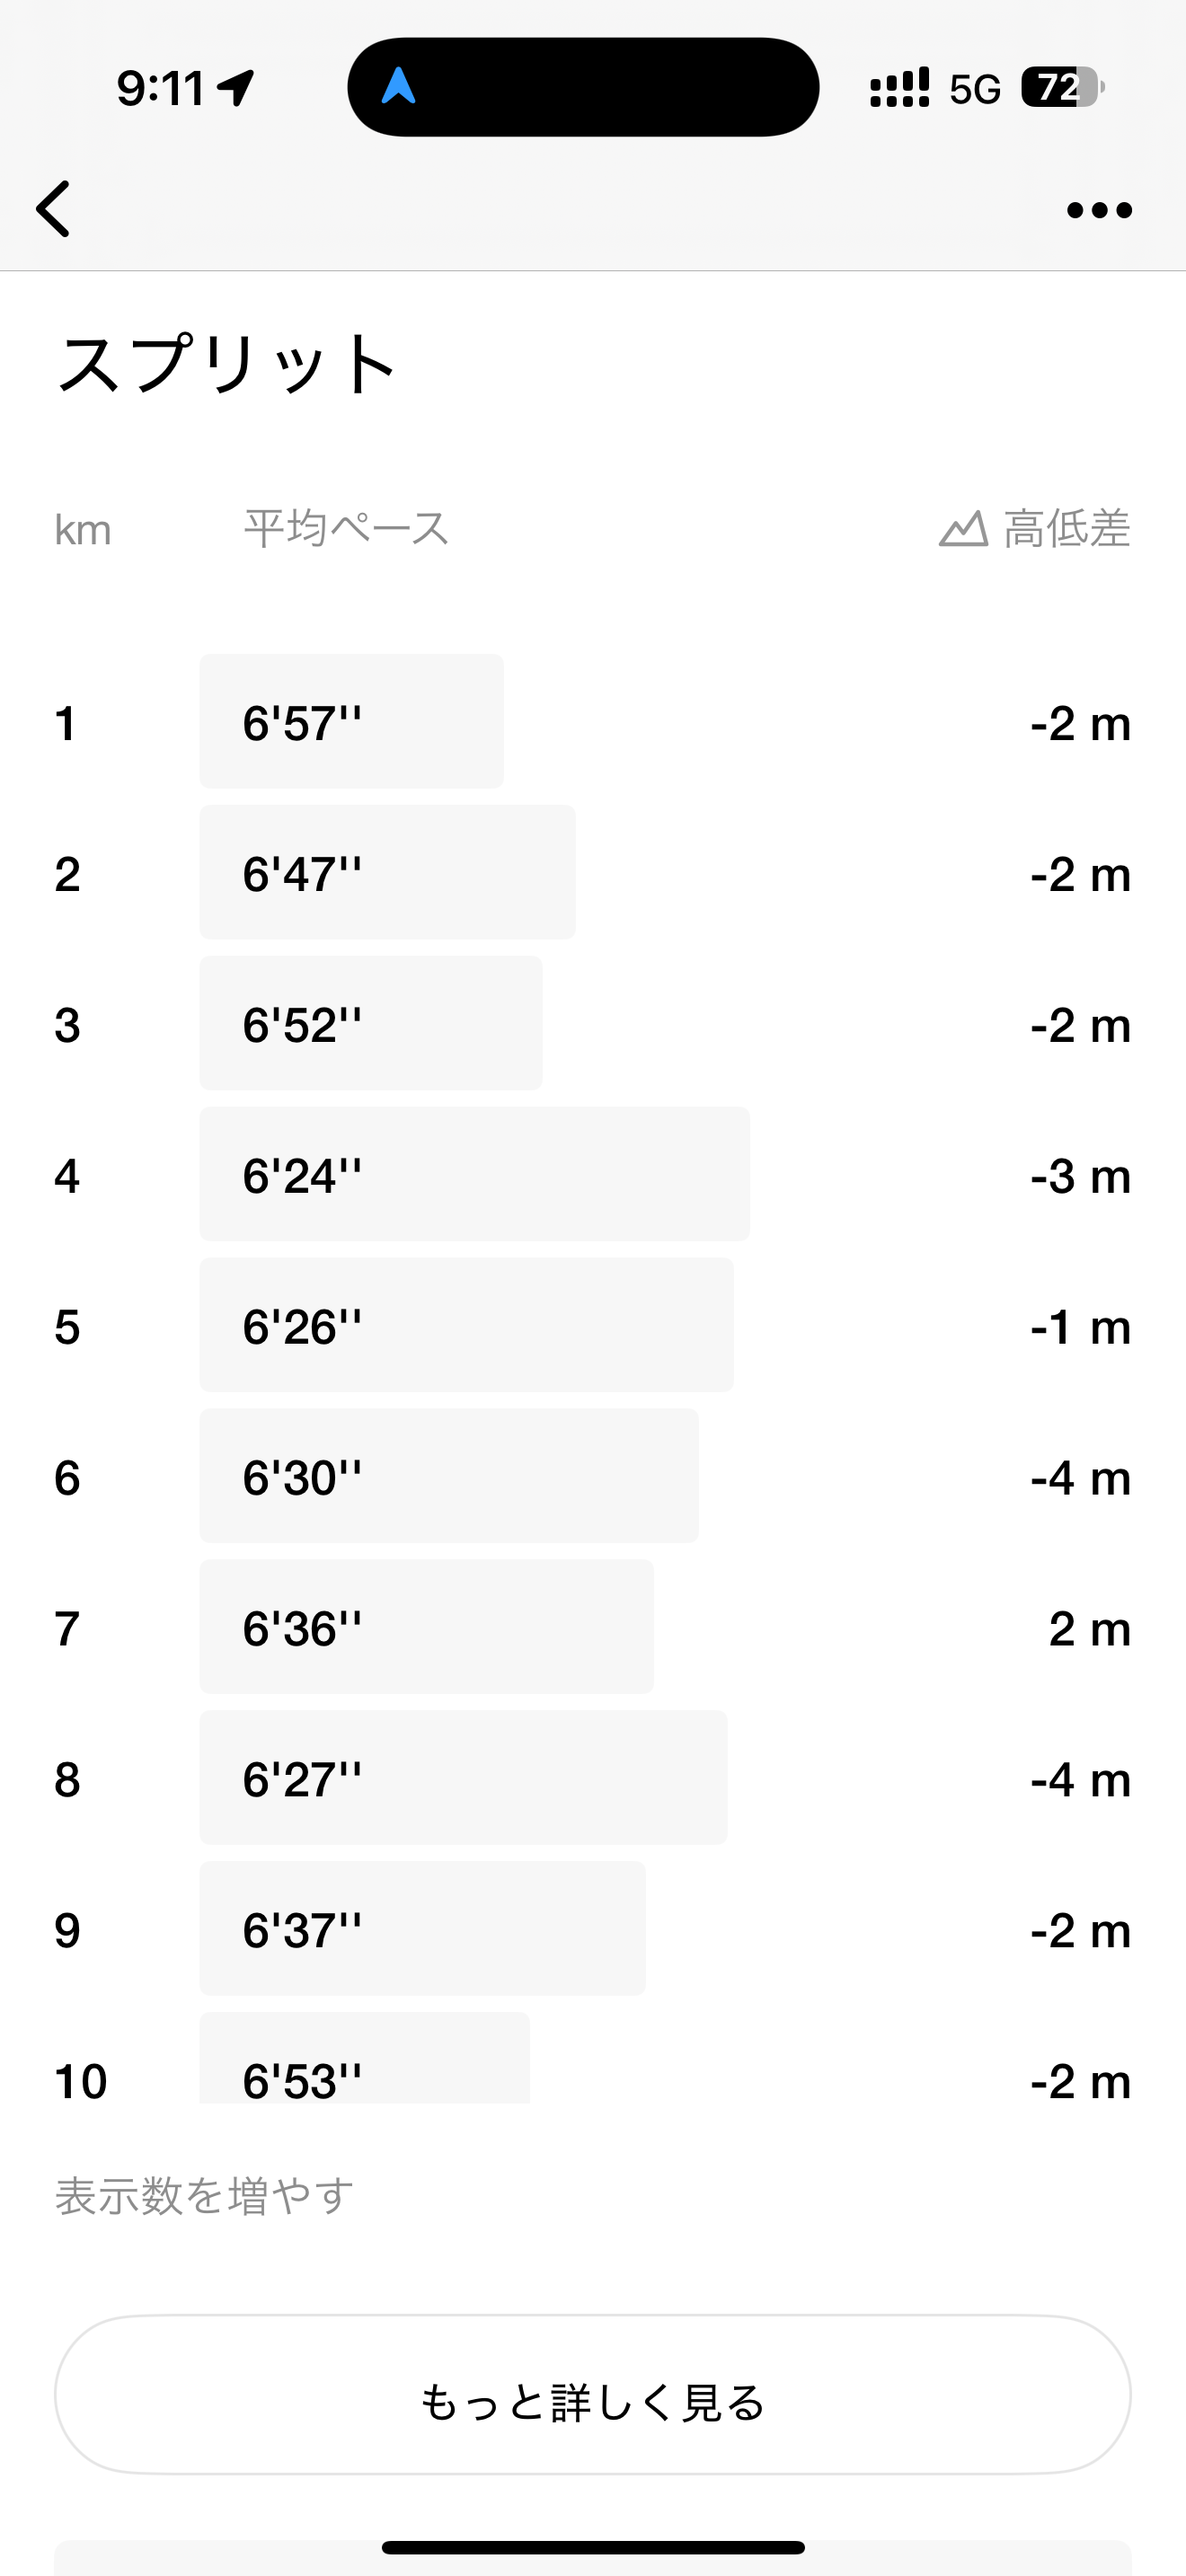 9:11 5G 72
スプリット
km 平均ペース 高低差
1 6'57'' -2 m
2 6'47'' -2 m
3 6'52'' -2 m
4 6'24'' -3 m
5 6'26'' -1 m
6 6'30'' -4 m
7 6'36'' 2 m
8 6'27'' -4 m
9 6'37'' -2 m
10 6'53'' -2 m
表示数を増やす
もっと詳しく見る